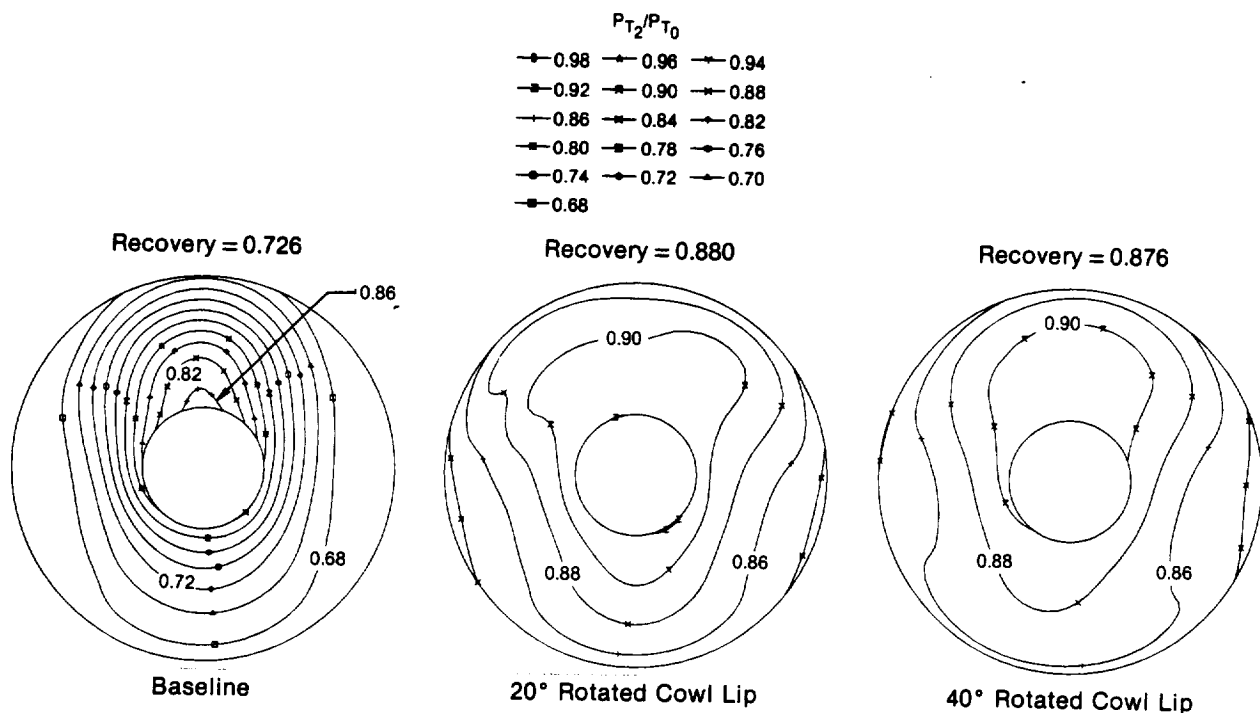 P_T2/P_T0
0.98 0.96 0.94
0.92 0.90 0.88
0.86 0.84 0.82
0.80 0.78 0.76
0.74 0.72 0.70
0.68
Recovery = 0.726
Recovery = 0.880
Recovery = 0.876
0.86
0.82
0.72
0.68
0.90
0.88
0.86
0.90
0.88
0.86
Baseline
20° Rotated Cowl Lip
40° Rotated Cowl Lip